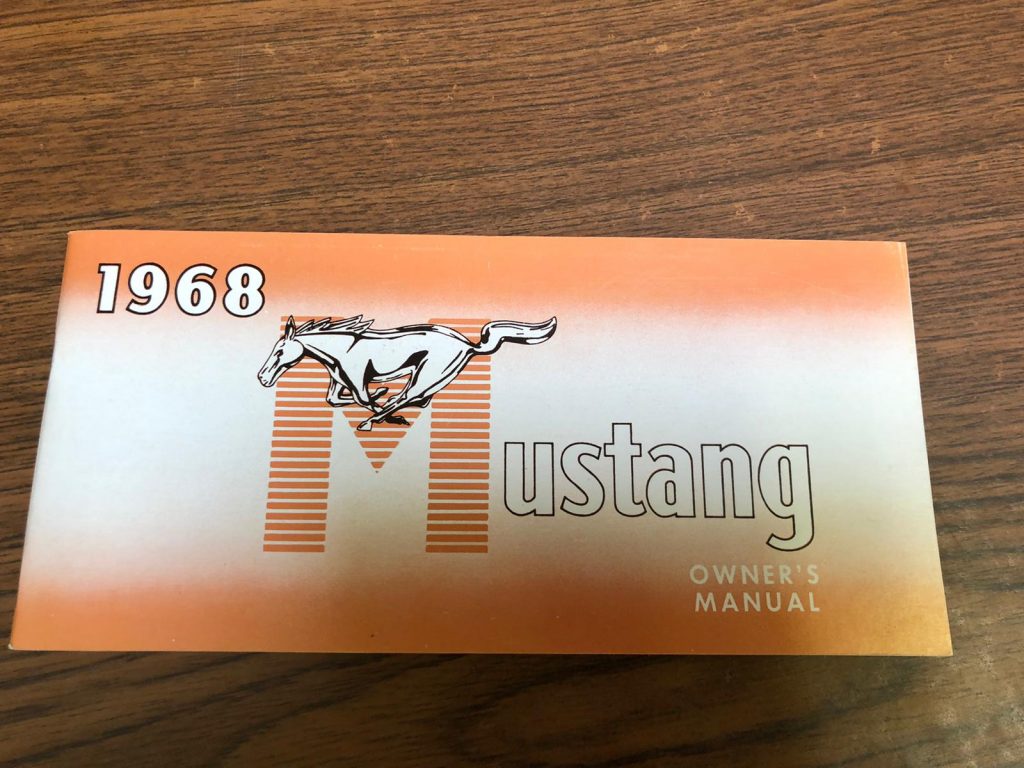 1968
Mustang
OWNER'S
MANUAL